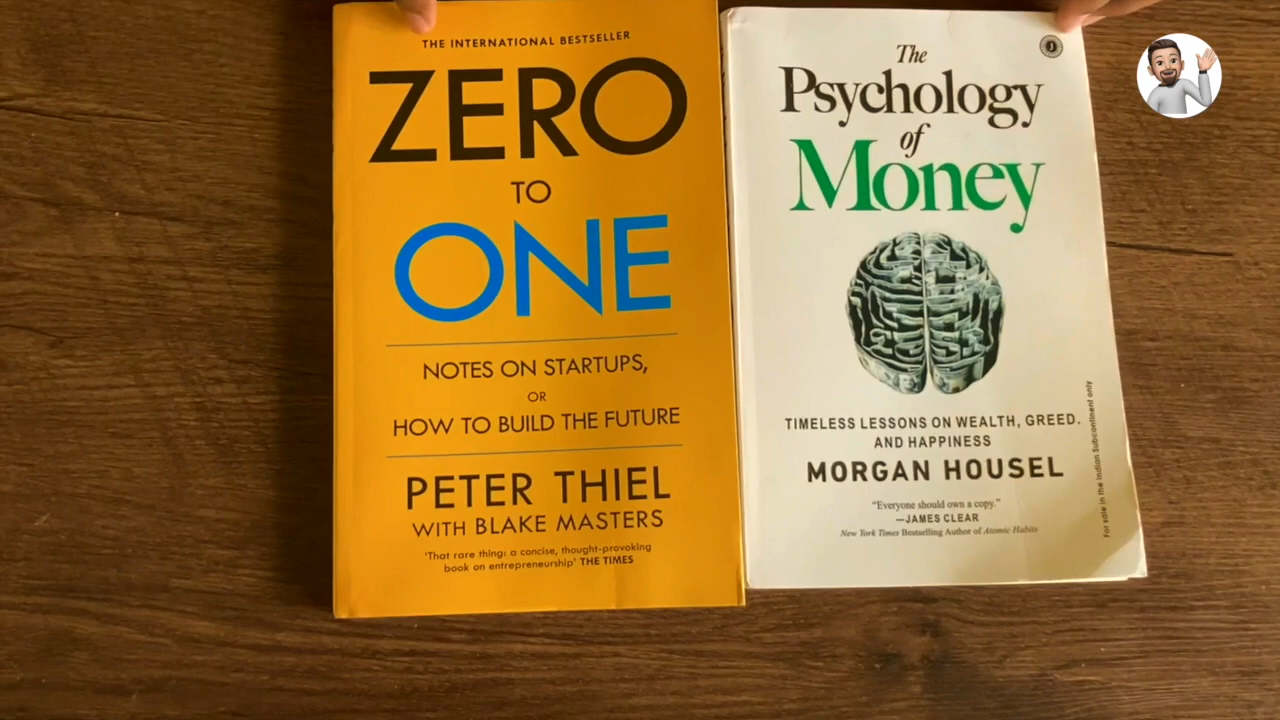 THE INTERNATIONAL BESTSELLER
ZERO
TO
ONE
NOTES ON STARTUPS,
OR
HOW TO BUILD THE FUTURE
PETER THIEL
WITH BLAKE MASTERS
'That rare thing: a concise, thought-provoking
book on entrepreneurship' THE TIMES
The
Psychology
of
Money
TIMELESS LESSONS ON WEALTH, GREED.
AND HAPPINESS
MORGAN HOUSEL
"Everyone should own a copy."
—JAMES CLEAR
New York Times Bestselling Author of Atomic Habits
For sale in the Indian Subcontinent only
J